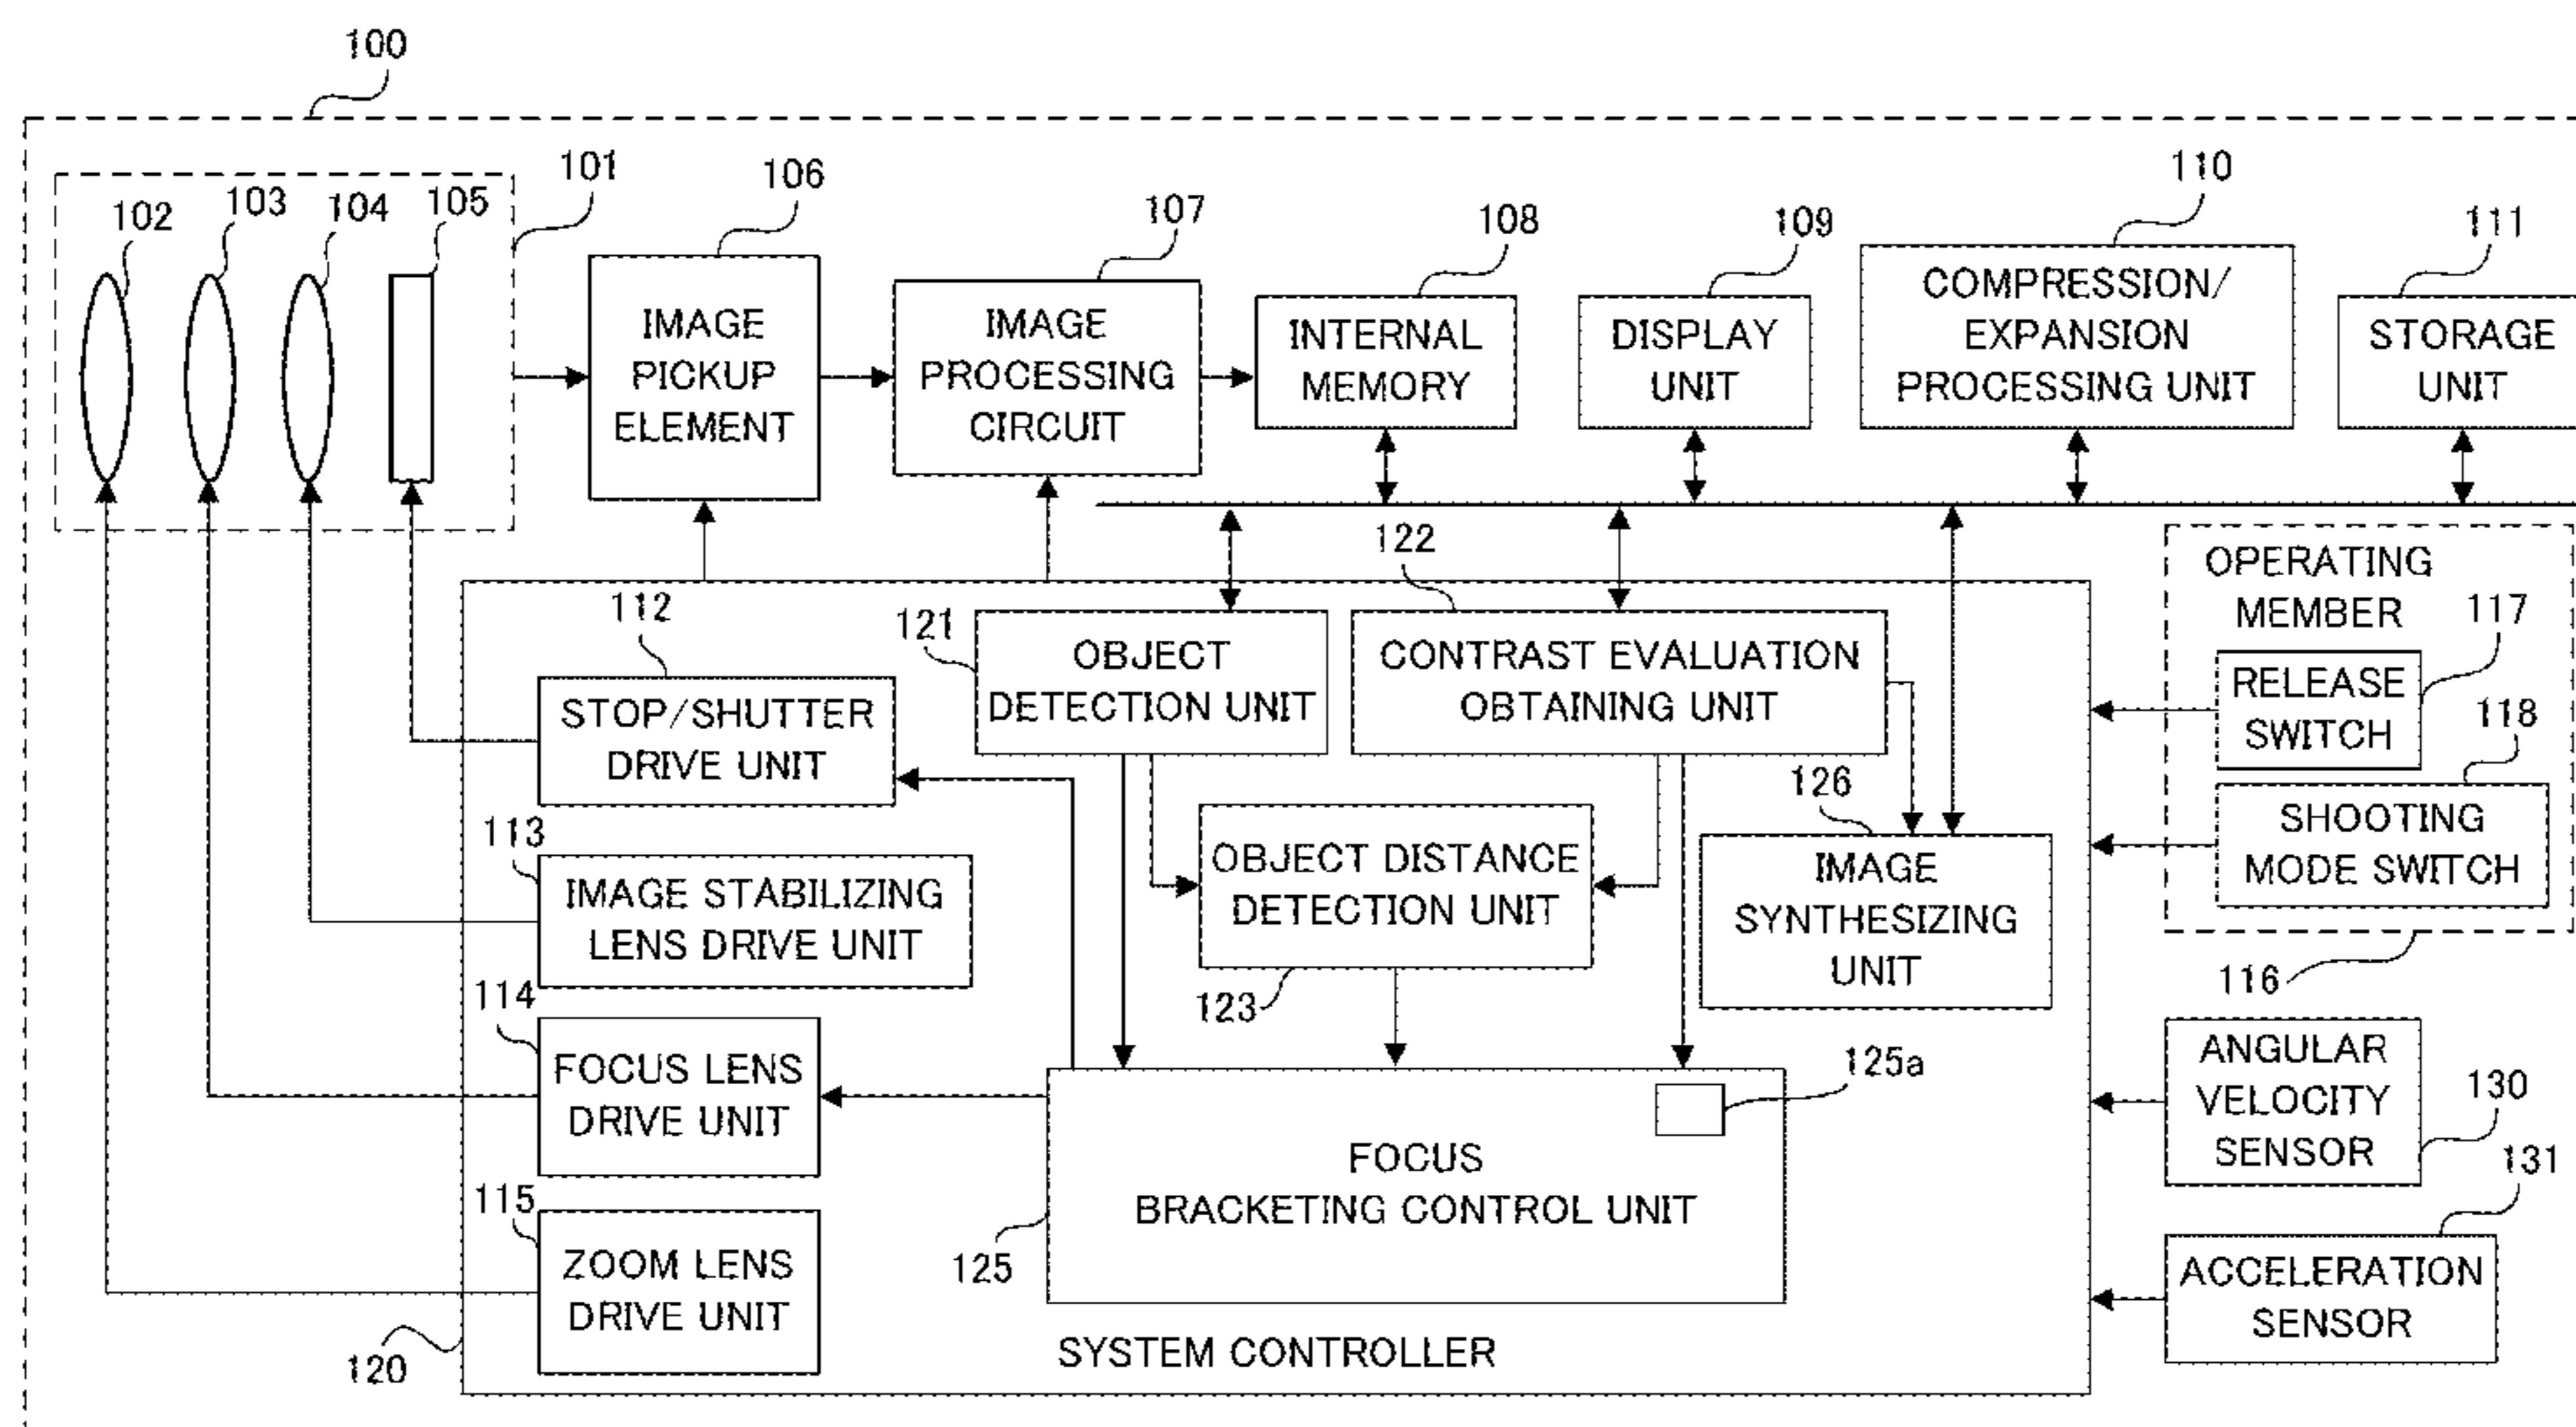 100
101
102
103
104
105
106
107
108
109
110
111
IMAGE
PICKUP
ELEMENT
IMAGE
PROCESSING
CIRCUIT
INTERNAL
MEMORY
DISPLAY
UNIT
COMPRESSION/
EXPANSION
PROCESSING UNIT
STORAGE
UNIT
112
STOP/SHUTTER
DRIVE UNIT
121
OBJECT
DETECTION UNIT
122
CONTRAST EVALUATION
OBTAINING UNIT
OPERATING
MEMBER
117
RELEASE
SWITCH
118
SHOOTING
MODE SWITCH
116
113
IMAGE STABILIZING
LENS DRIVE UNIT
OBJECT DISTANCE
DETECTION UNIT
123
126
IMAGE
SYNTHESIZING
UNIT
114
FOCUS LENS
DRIVE UNIT
125a
FOCUS
BRACKETING CONTROL UNIT
125
ANGULAR
VELOCITY
SENSOR
130
131
ACCELERATION
SENSOR
115
ZOOM LENS
DRIVE UNIT
120
SYSTEM CONTROLLER